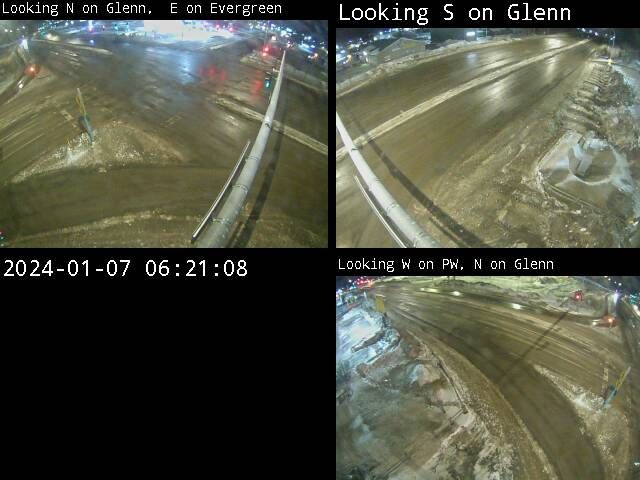 Looking N on Glenn,  E on Evergreen
Looking S on Glenn
2024-01-07 06:21:08
Looking W on PW, N on Glenn